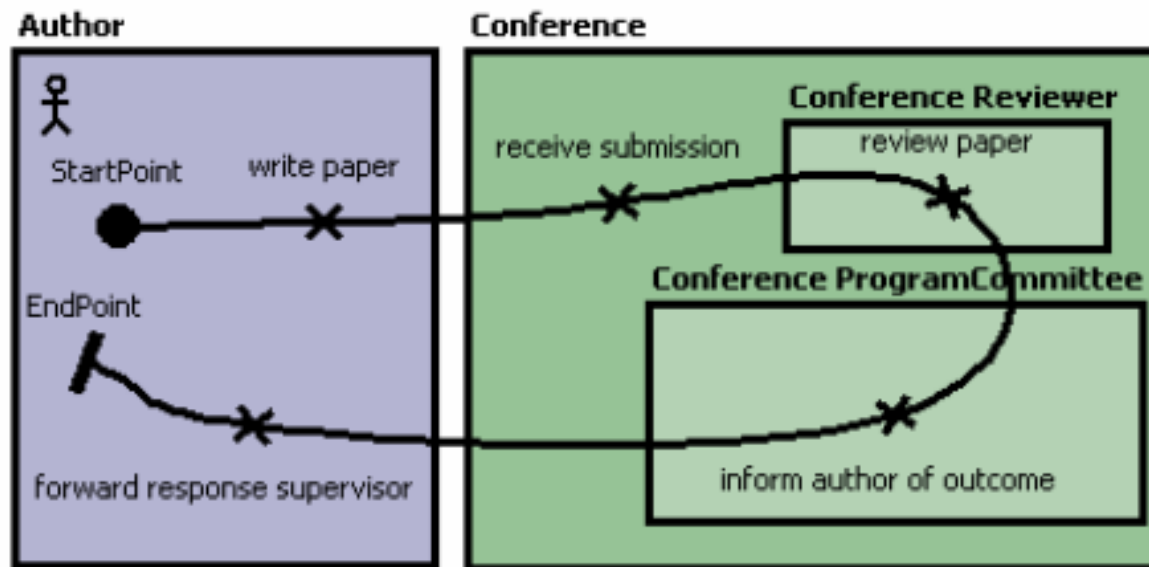 Author
Conference
Conference Reviewer
receive submission
review paper
StartPoint
write paper
Conference ProgramCommittee
EndPoint
forward response supervisor
inform author of outcome